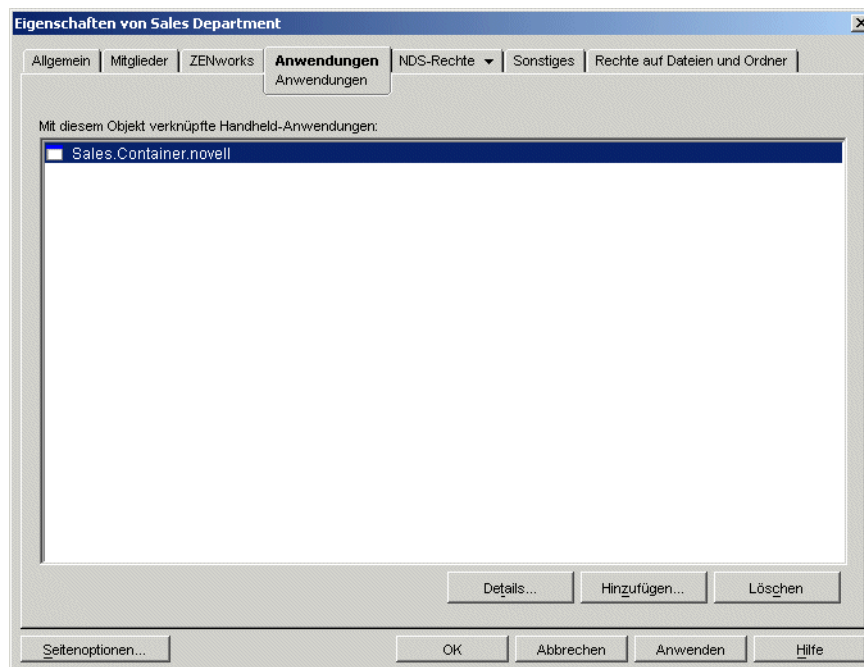 Eigenschaften von Sales Department
Allgemein Mitglieder ZENworks Anwendungen NDS-Rechte Sonstiges Rechte auf Dateien und Ordner
Anwendungen
Mit diesem Objekt verknüpfte Handheld-Anwendungen:
Sales.Container.novell
Details... Hinzufügen... Löschen
Seitenoptionen... OK Abbrechen Anwenden Hilfe